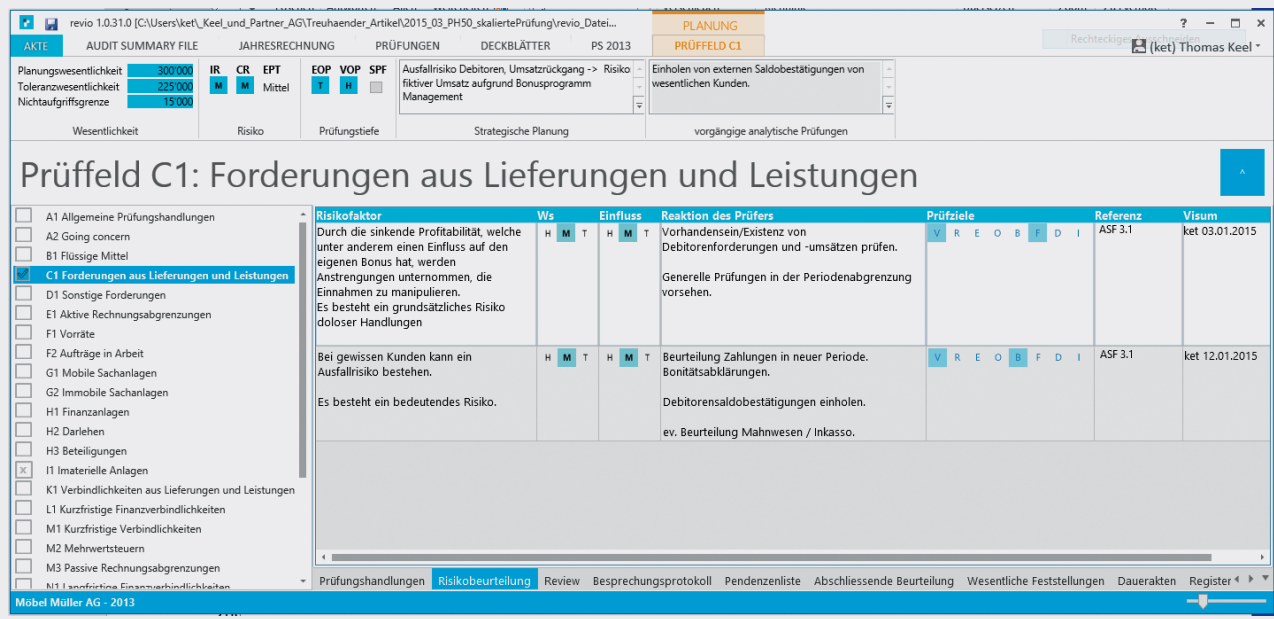 revio 1.0.31.0 [C:\Users\ket\_Keel_und_Partner_AG\Treuhaender_Artikel\2015_03_PH50_skaliertePrüfung\revio_Datei...
PLANUNG
? – □ ×
AKTE AUDIT SUMMARY FILE JAHRESRECHNUNG PRÜFUNGEN DECKBLÄTTER PS 2013 PRÜFFELD C1
Rechteckiges Ausschneiden
(ket) Thomas Keel
Planungswesentlichkeit 300'000
Toleranzwesentlichkeit 225'000
Nichtaufgriffsgrenze 15'000
Wesentlichkeit
IR CR EPT
M M Mittel
Risiko
EOP VOP SPF
T H
Prüfungstiefe
Ausfallrisiko Debitoren, Umsatzrückgang -> Risiko
fiktiver Umsatz aufgrund Bonusprogramm
Management
Strategische Planung
Einholen von externen Saldobestätigungen von
wesentlichen Kunden.
vorgängige analytische Prüfungen
Prüffeld C1: Forderungen aus Lieferungen und Leistungen
A1 Allgemeine Prüfungshandlungen
A2 Going concern
B1 Flüssige Mittel
C1 Forderungen aus Lieferungen und Leistungen
D1 Sonstige Forderungen
E1 Aktive Rechnungsabgrenzungen
F1 Vorräte
F2 Aufträge in Arbeit
G1 Mobile Sachanlagen
G2 Immobile Sachanlagen
H1 Finanzanlagen
H2 Darlehen
H3 Beteiligungen
x I1 Imaterielle Anlagen
K1 Verbindlichkeiten aus Lieferungen und Leistungen
L1 Kurzfristige Finanzverbindlichkeiten
M1 Kurzfristige Verbindlichkeiten
M2 Mehrwertsteuern
M3 Passive Rechnungsabgrenzungen
N1 Langfristige Finanzverbindlichkeiten
Risikofaktor Ws Einfluss Reaktion des Prüfers Prüfziele Referenz Visum
Durch die sinkende Profitabilität, welche
unter anderem einen Einfluss auf den
eigenen Bonus hat, werden
Anstrengungen unternommen, die
Einnahmen zu manipulieren.
Es besteht ein grundsätzliches Risiko
doloser Handlungen
H M T
H M T
Vorhandensein/Existenz von
Debitorenforderungen und -umsätzen prüfen.
Generelle Prüfungen in der Periodenabgrenzung
vorsehen.
V R E O B F D I
ASF 3.1
ket 03.01.2015
Bei gewissen Kunden kann ein
Ausfallrisiko bestehen.
Es besteht ein bedeutendes Risiko.
H M T
H M T
Beurteilung Zahlungen in neuer Periode.
Bonitätsabklärungen.
Debitorensaldobestätigungen einholen.
ev. Beurteilung Mahnwesen / Inkasso.
V R E O B F D I
ASF 3.1
ket 12.01.2015
Prüfungshandlungen Risikobeurteilung Review Besprechungsprotokoll Pendenzenliste Abschliessende Beurteilung Wesentliche Feststellungen Dauerakten Register
Möbel Müller AG - 2013